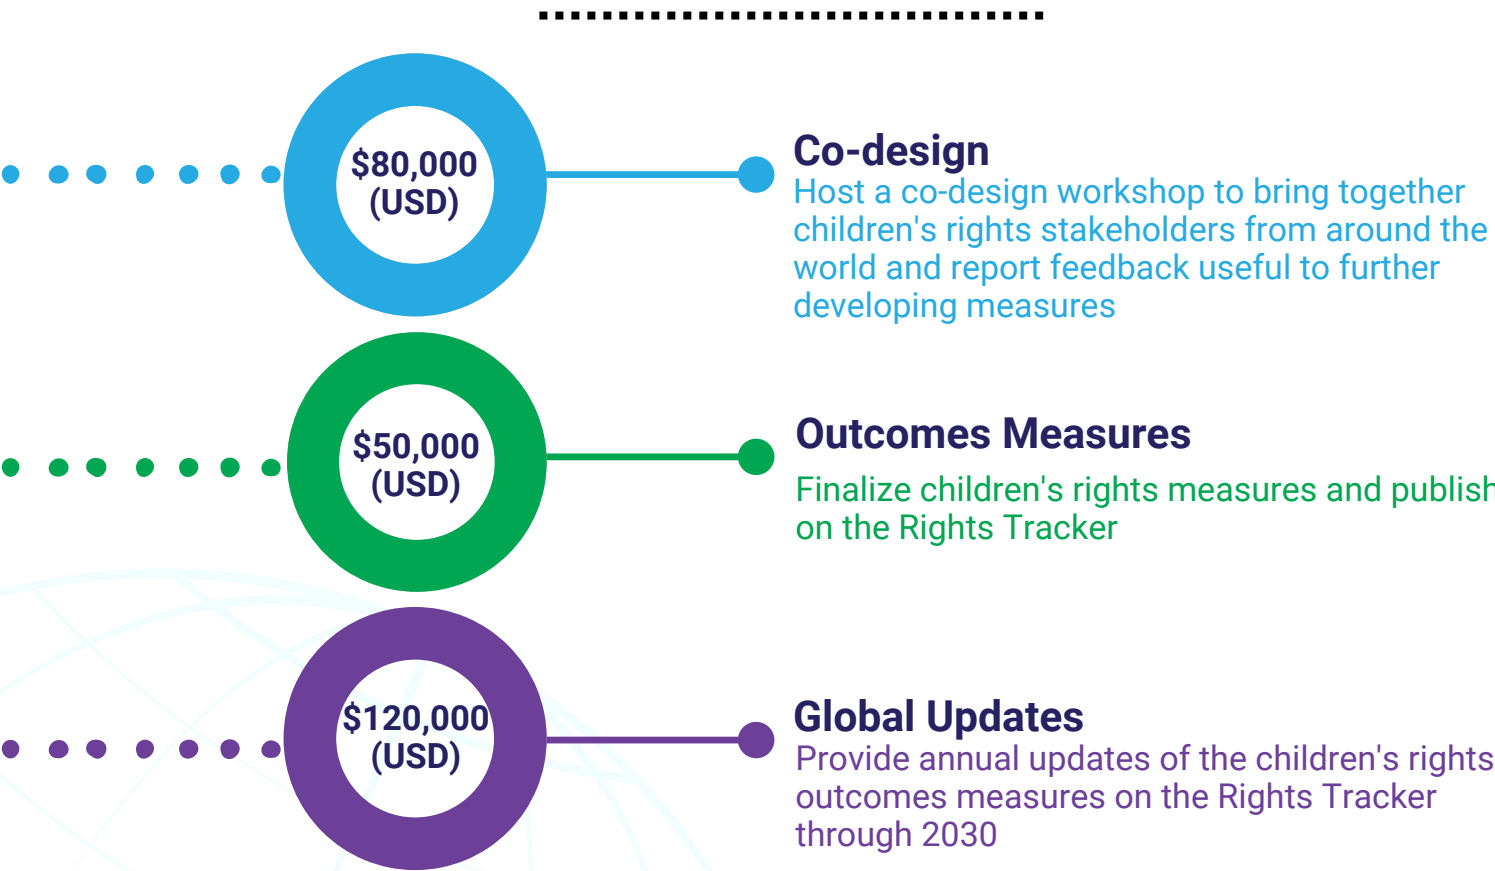 $80,000
(USD)
Co-design
Host a co-design workshop to bring together
children's rights stakeholders from around the
world and report feedback useful to further
developing measures
$50,000
(USD)
Outcomes Measures
Finalize children's rights measures and publish
on the Rights Tracker
$120,000
(USD)
Global Updates
Provide annual updates of the children's rights
outcomes measures on the Rights Tracker
through 2030